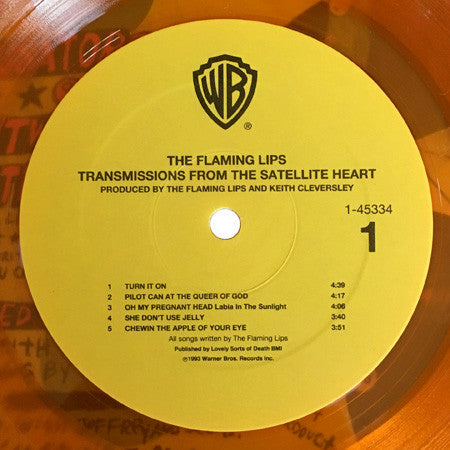 WB
®
THE FLAMING LIPS
TRANSMISSIONS FROM THE SATELLITE HEART
PRODUCED BY THE FLAMING LIPS AND KEITH CLEVERSLEY
1-45334
1
1 TURN IT ON 4:39
2 PILOT CAN AT THE QUEER OF GOD 4:17
3 OH MY PREGNANT HEAD Labia In The Sunlight 4:06
4 SHE DON'T USE JELLY 3:40
5 CHEWIN THE APPLE OF YOUR EYE 3:51
All songs written by The Flaming Lips
Published by Lovely Sorts of Death BMI
℗1993 Warner Bros. Records Inc.